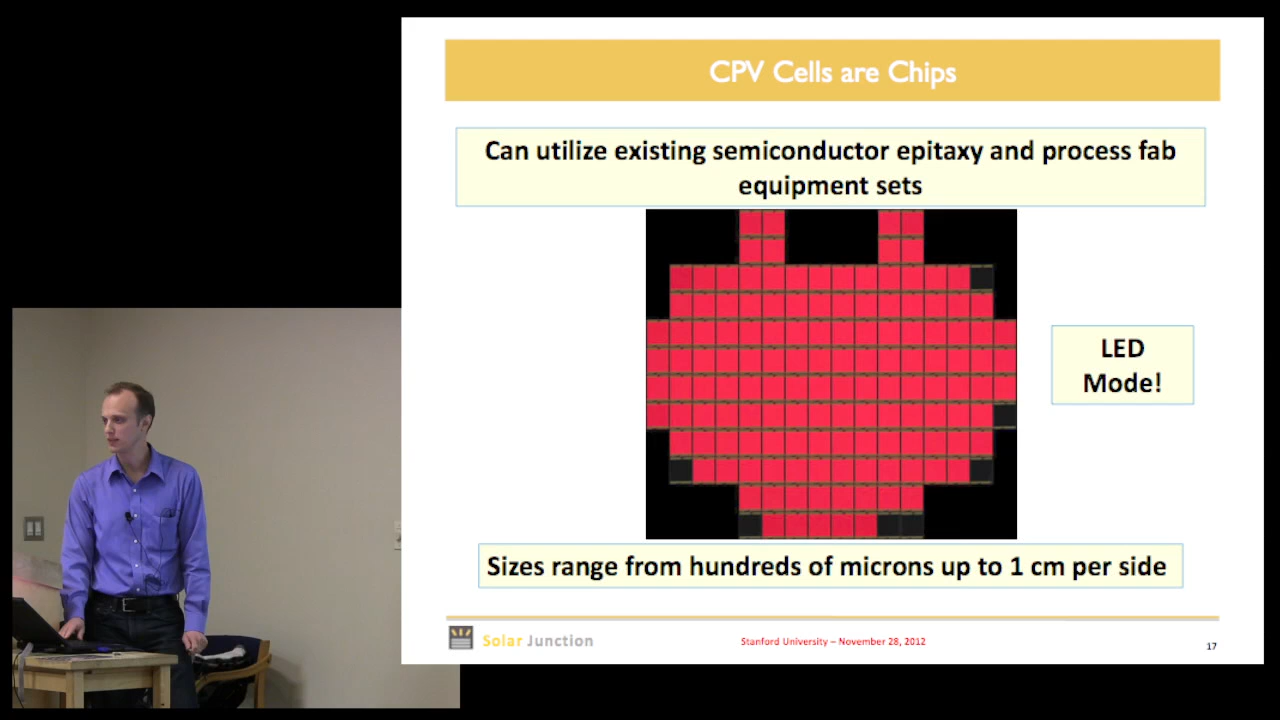 CPV Cells are Chips
Can utilize existing semiconductor epitaxy and process fab
equipment sets
LED
Mode!
Sizes range from hundreds of microns up to 1 cm per side
Solar Junction
Stanford University – November 28, 2012
17